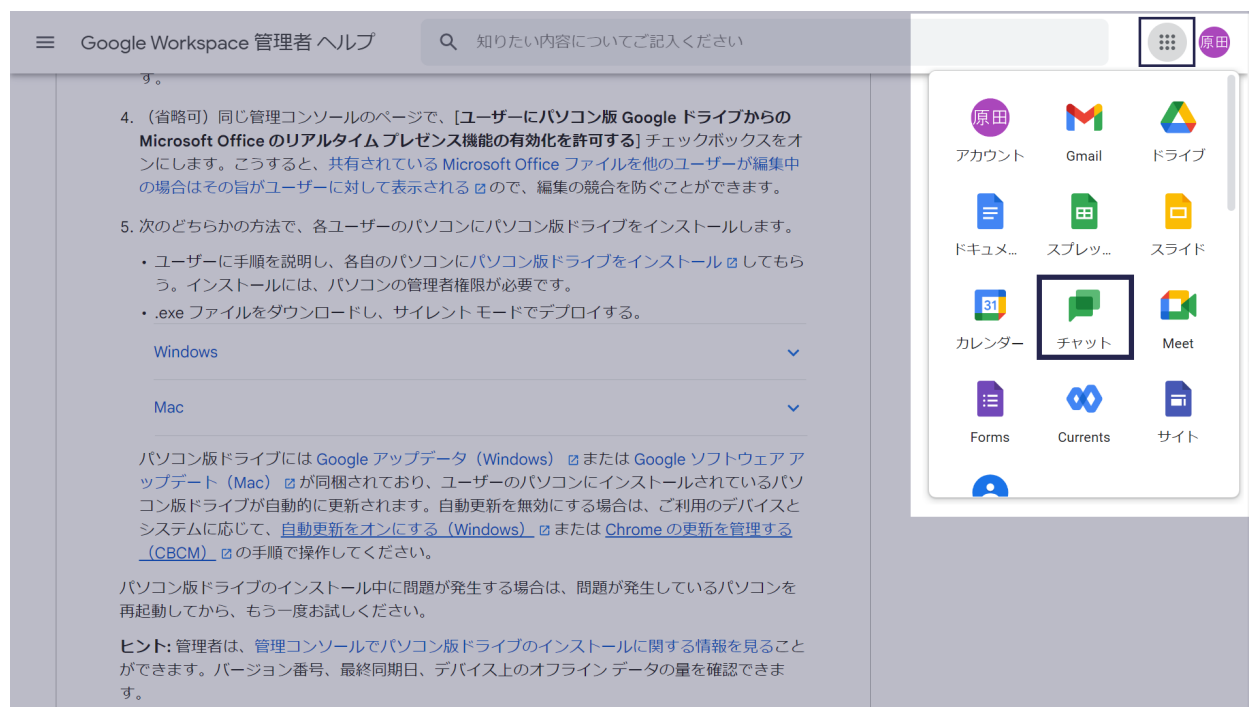 Google Workspace 管理者 ヘルプ
知りたい内容についてご記入ください
原田
す。
4. （省略可）同じ管理コンソールのページで、[ユーザーにパソコン版 Google ドライブからの
Microsoft Office のリアルタイム プレゼンス機能の有効化を許可する] チェックボックスをオ
ンにします。こうすると、共有されている Microsoft Office ファイルを他のユーザーが編集中
の場合はその旨がユーザーに対して表示される ので、編集の競合を防ぐことができます。
5. 次のどちらかの方法で、各ユーザーのパソコンにパソコン版ドライブをインストールします。
• ユーザーに手順を説明し、各自のパソコンにパソコン版ドライブをインストール してもら
う。インストールには、パソコンの管理者権限が必要です。
• .exe ファイルをダウンロードし、サイレント モードでデプロイする。
Windows
Mac
パソコン版ドライブには Google アップデータ（Windows） または Google ソフトウェア ア
ップデート（Mac） が同梱されており、ユーザーのパソコンにインストールされているパソ
コン版ドライブが自動的に更新されます。自動更新を無効にする場合は、ご利用のデバイスと
システムに応じて、自動更新をオンにする（Windows） または Chrome の更新を管理する
（CBCM） の手順で操作してください。
パソコン版ドライブのインストール中に問題が発生する場合は、問題が発生しているパソコンを
再起動してから、もう一度お試しください。
ヒント: 管理者は、管理コンソールでパソコン版ドライブのインストールに関する情報を見ること
ができます。バージョン番号、最終同期日、デバイス上のオフライン データの量を確認できま
す。
原田
アカウント
Gmail
ドライブ
ドキュメ...
スプレッ...
スライド
31
カレンダー
チャット
Meet
Forms
Currents
サイト